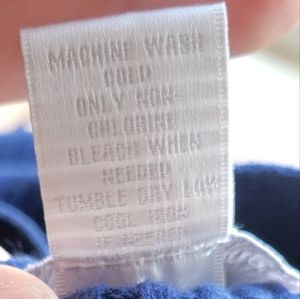 MACHINE WASH
COLD
ONLY NON-
CHLORINE
BLEACH WHEN
NEEDED
TUMBLE DRY LOW
COOL IRON
IF NEEDED